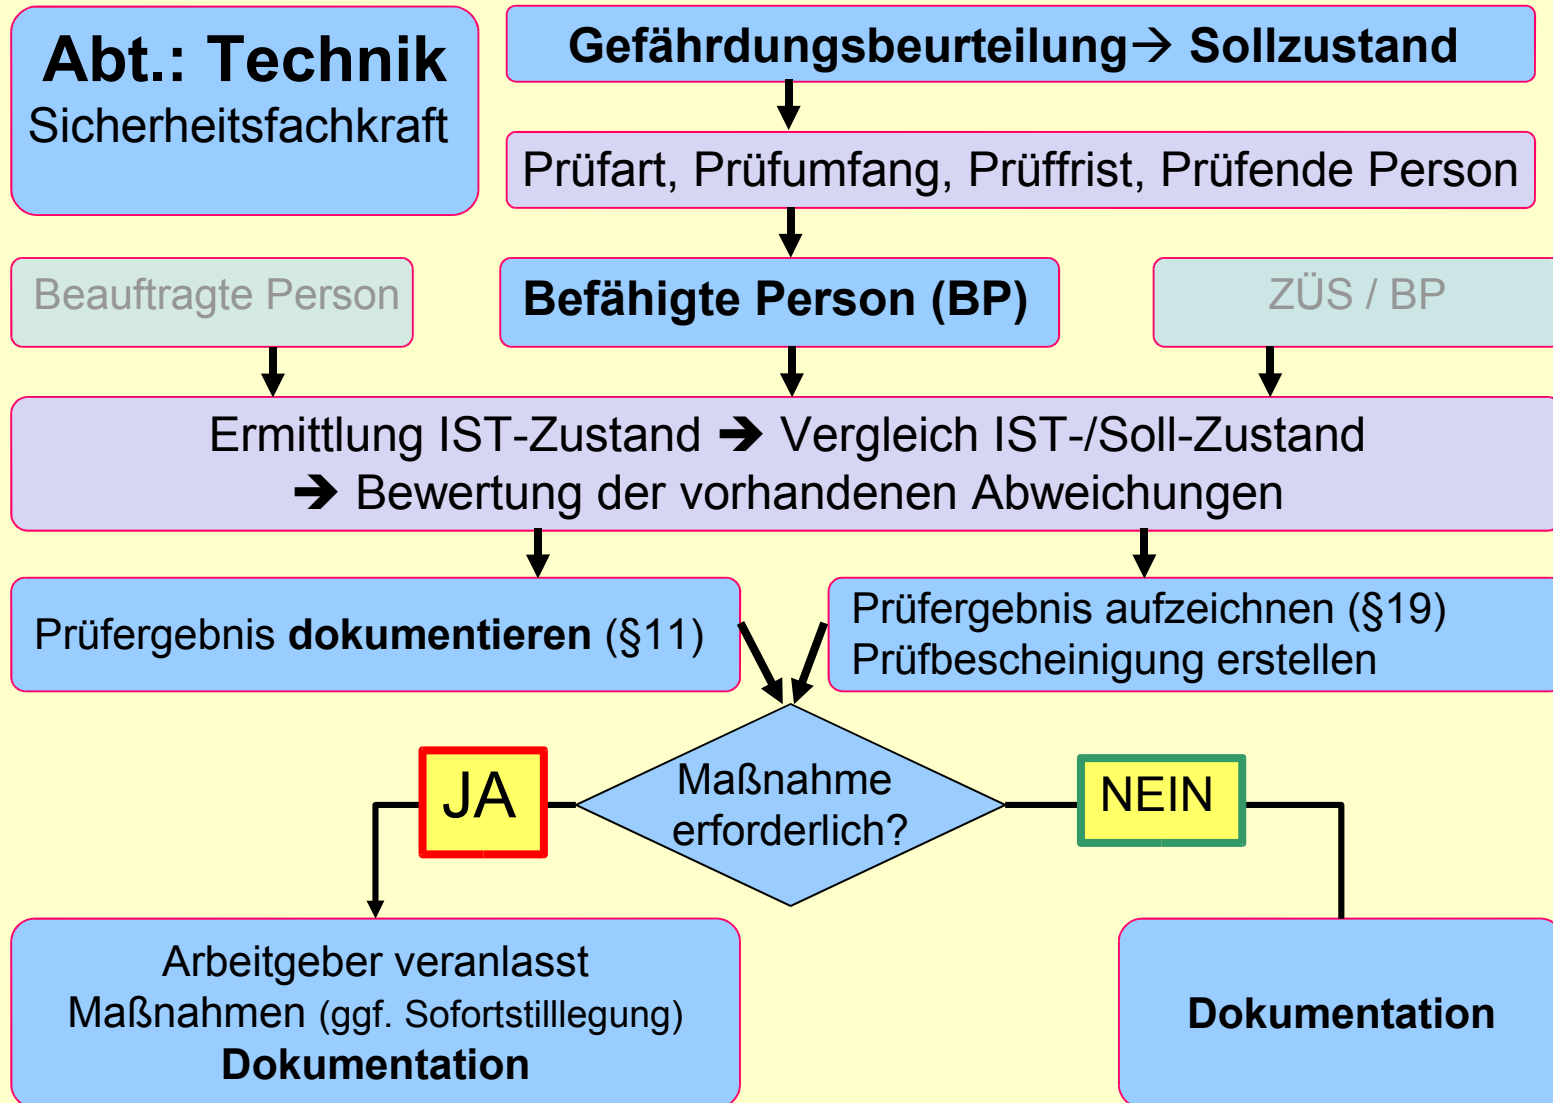 Abt.: Technik
Sicherheitsfachkraft
Gefährdungsbeurteilung→ Sollzustand
Prüfart, Prüfumfang, Prüffrist, Prüfende Person
Beauftragte Person
Befähigte Person (BP)
ZÜS / BP
Ermittlung IST-Zustand ➔ Vergleich IST-/Soll-Zustand
➔ Bewertung der vorhandenen Abweichungen
Prüfergebnis dokumentieren (§11)
Prüfergebnis aufzeichnen (§19)
Prüfbescheinigung erstellen
JA
Maßnahme
erforderlich?
NEIN
Arbeitgeber veranlasst
Maßnahmen (ggf. Sofortstilllegung)
Dokumentation
Dokumentation